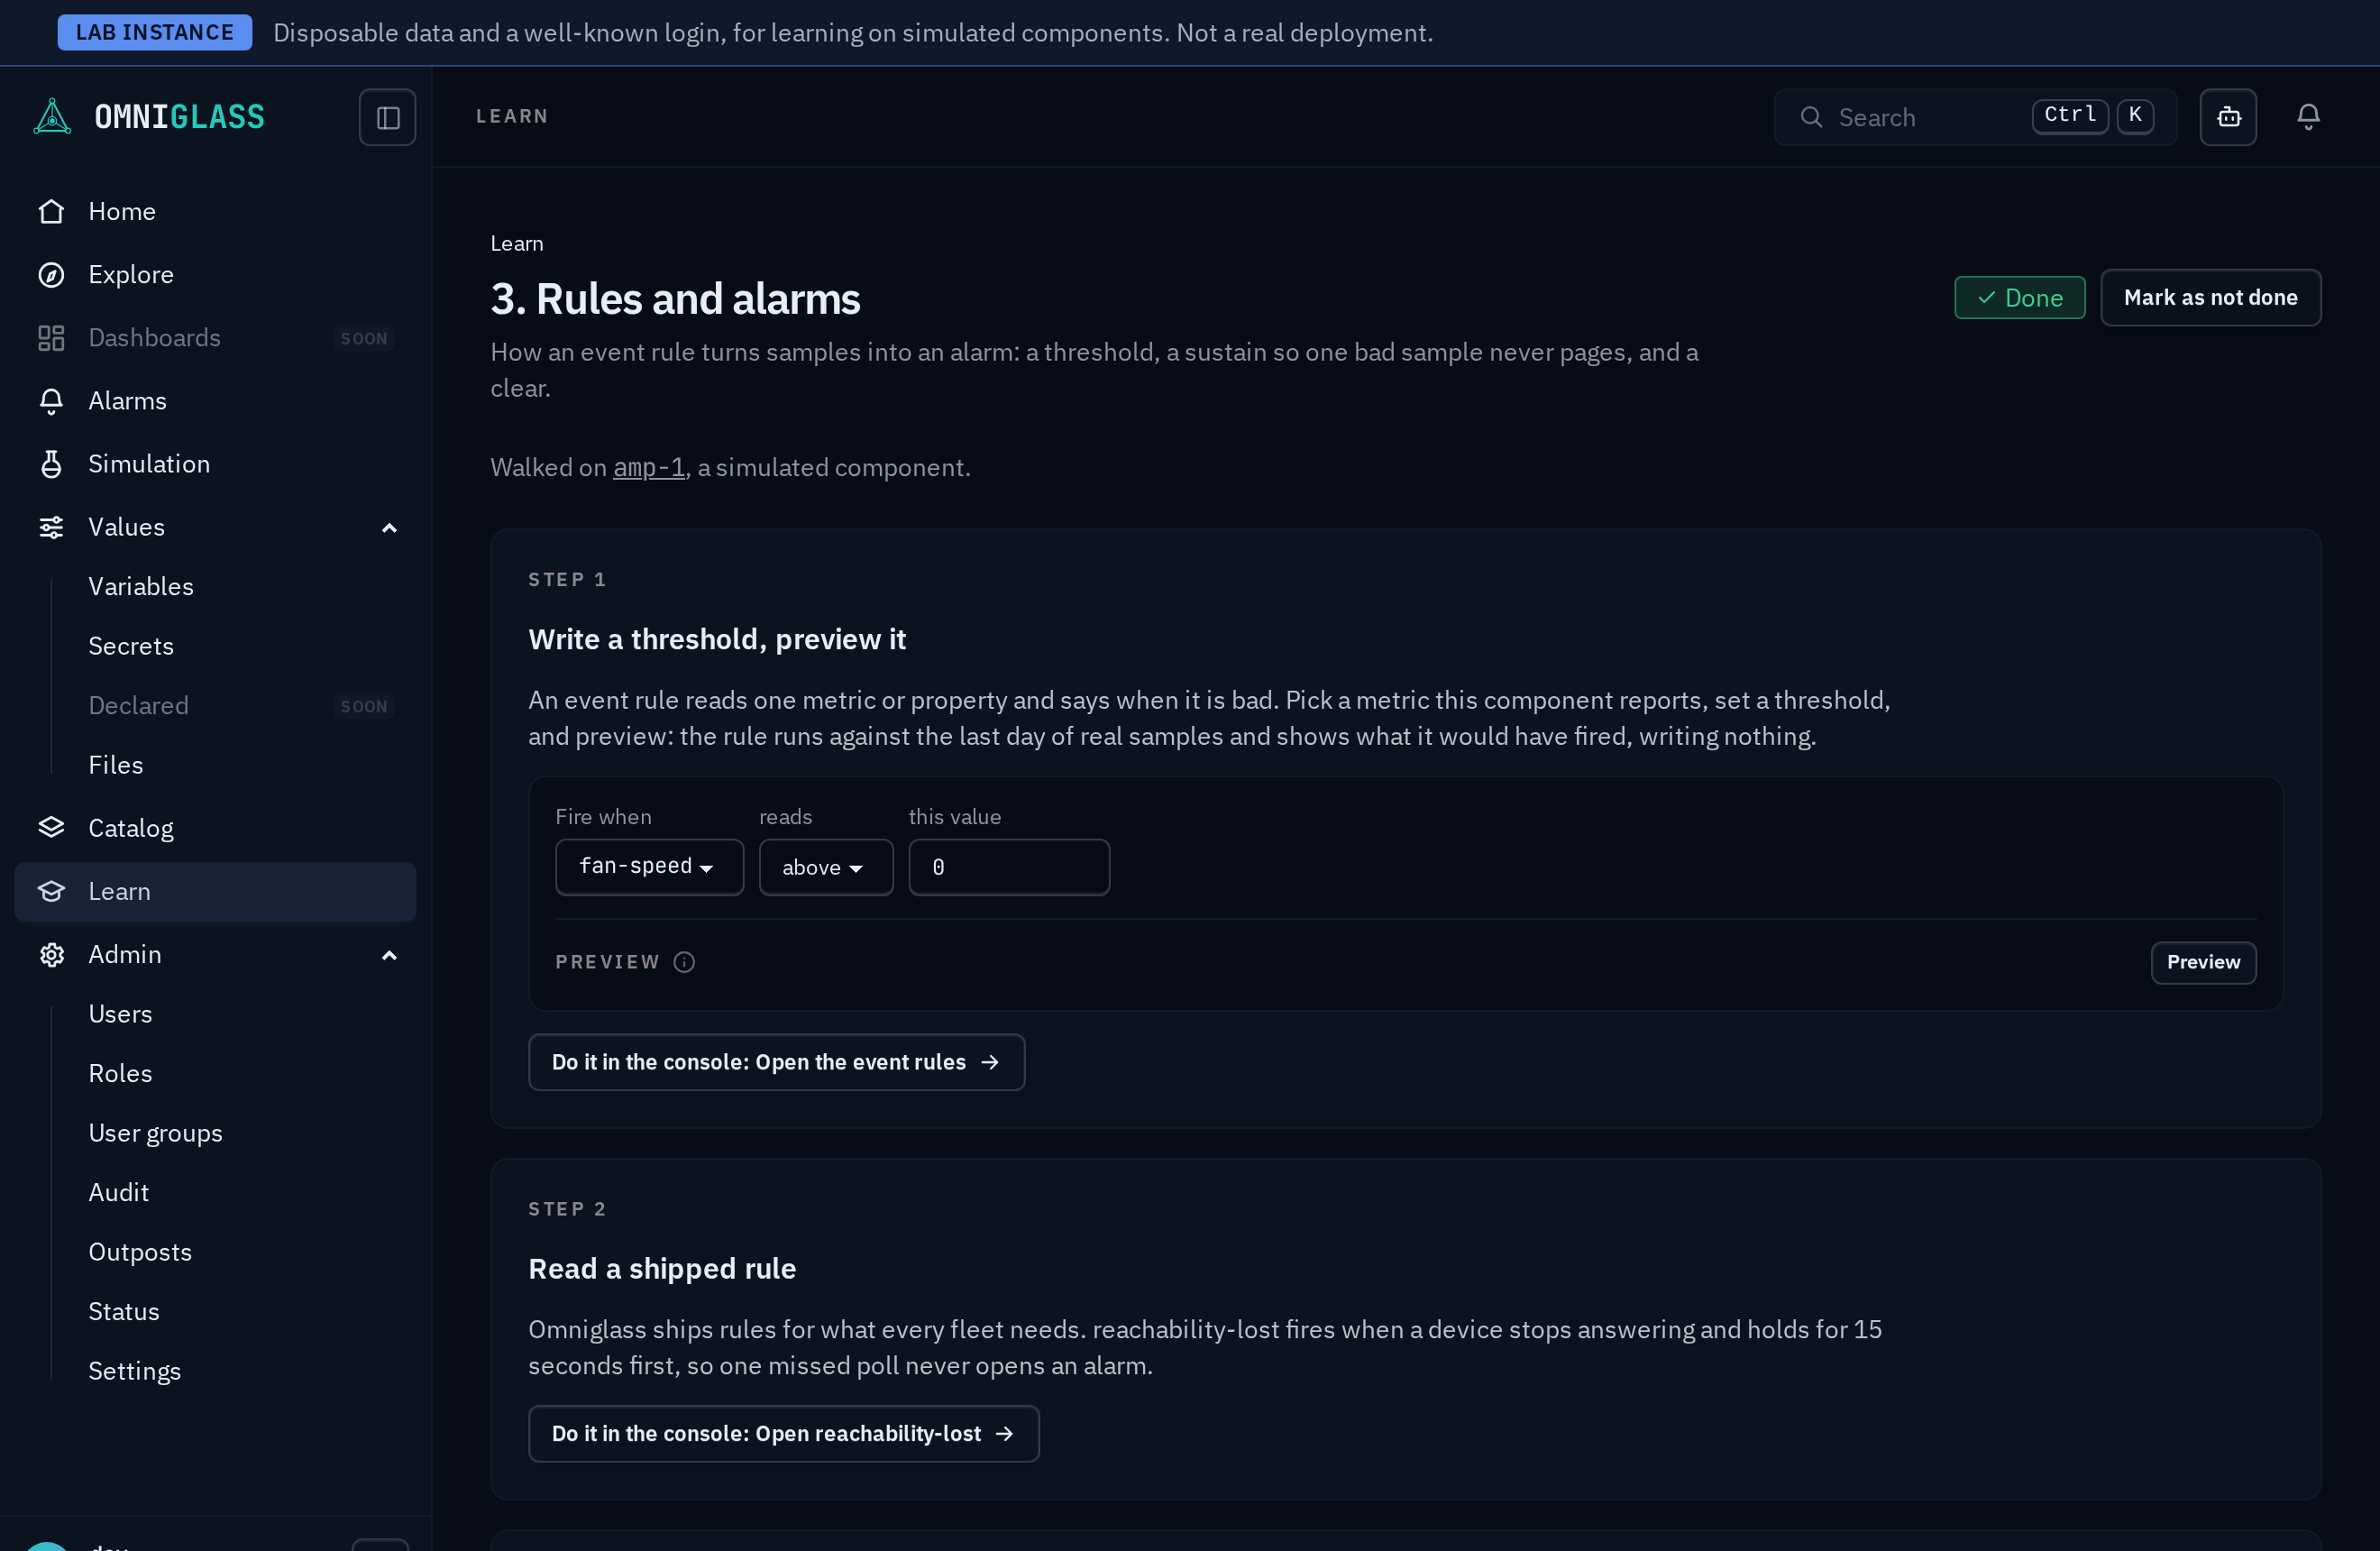 LAB INSTANCE Disposable data and a well-known login, for learning on simulated components. Not a real deployment.
OMNIGLASS
LEARN
Search
Ctrl K
Home
Explore
Dashboards SOON
Alarms
Simulation
Values
Variables
Secrets
Declared SOON
Files
Catalog
Learn
Admin
Users
Roles
User groups
Audit
Outposts
Status
Settings
Learn
3. Rules and alarms
Done
Mark as not done
How an event rule turns samples into an alarm: a threshold, a sustain so one bad sample never pages, and a
clear.
Walked on amp-1, a simulated component.
STEP 1
Write a threshold, preview it
An event rule reads one metric or property and says when it is bad. Pick a metric this component reports, set a threshold,
and preview: the rule runs against the last day of real samples and shows what it would have fired, writing nothing.
Fire when reads this value
fan-speed above 0
PREVIEW
Preview
Do it in the console: Open the event rules →
STEP 2
Read a shipped rule
Omniglass ships rules for what every fleet needs. reachability-lost fires when a device stops answering and holds for 15
seconds first, so one missed poll never opens an alarm.
Do it in the console: Open reachability-lost →